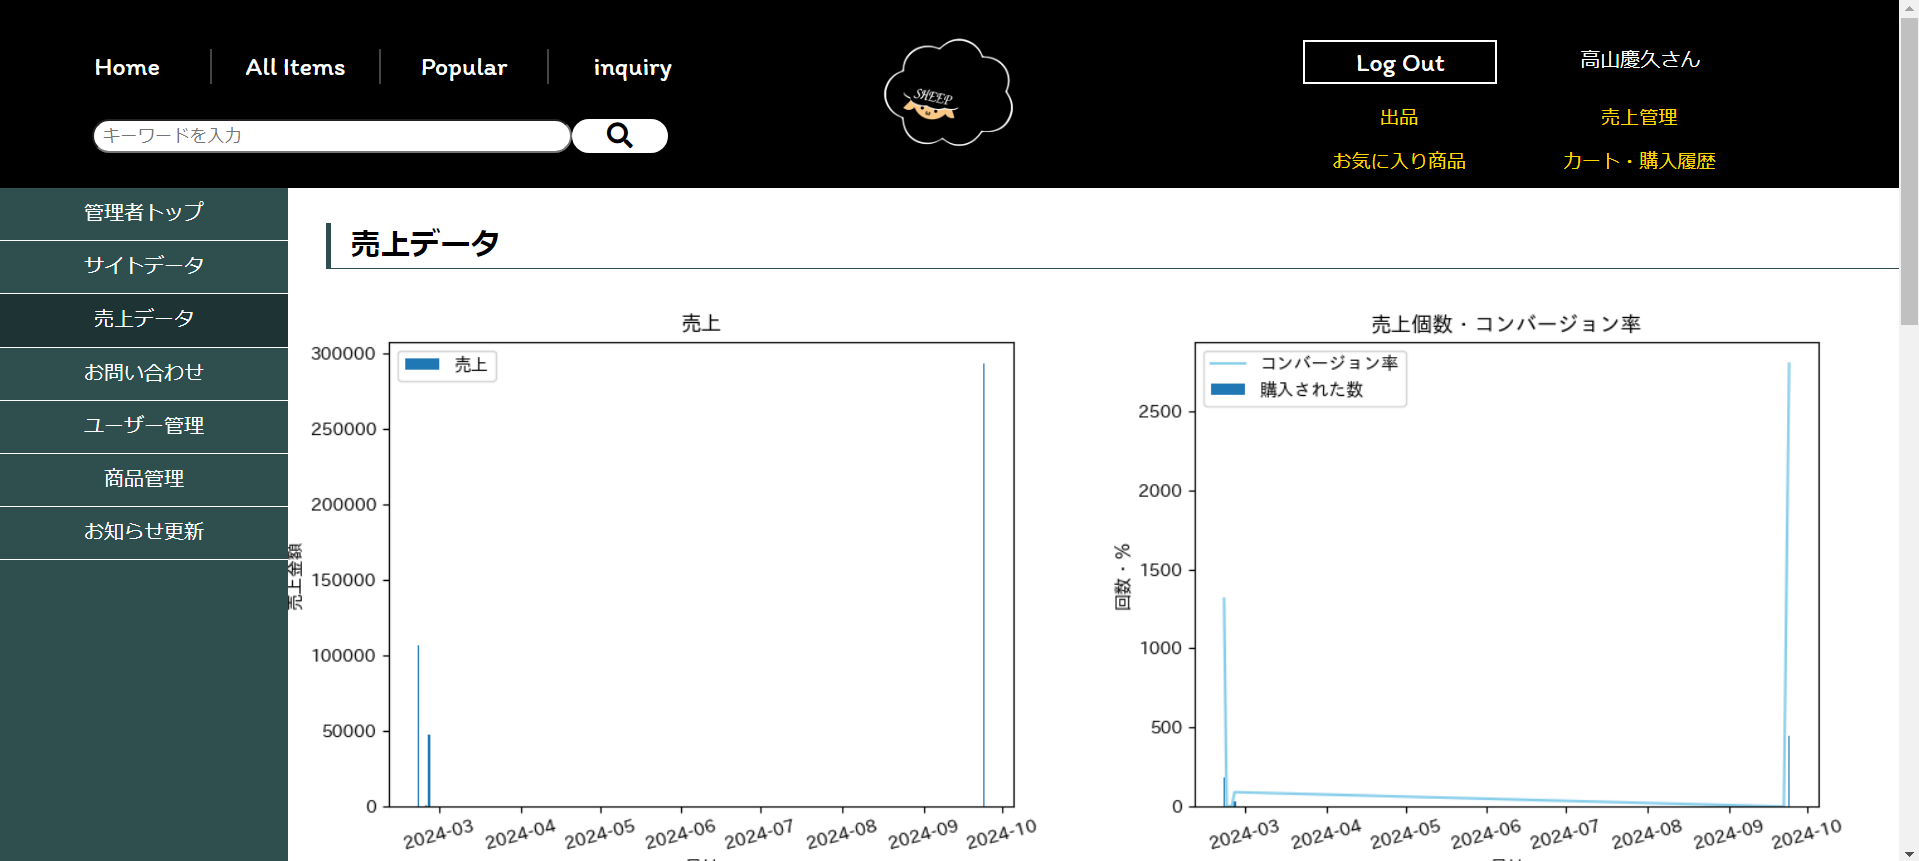 Home
All Items
Popular
inquiry
SHEEP
Log Out
高山慶久さん
出品
売上管理
お気に入り商品
カート・購入履歴
キーワードを入力
管理者トップ
サイトデータ
売上データ
お問い合わせ
ユーザー管理
商品管理
お知らせ更新
売上データ
売上
売上
300000
250000
200000
150000
100000
50000
0
売上金額
2024-03
2024-04
2024-05
2024-06
2024-07
2024-08
2024-09
2024-10
売上個数・コンバージョン率
コンバージョン率
購入された数
2500
2000
1500
1000
500
0
回数・%
2024-03
2024-04
2024-05
2024-06
2024-07
2024-08
2024-09
2024-10